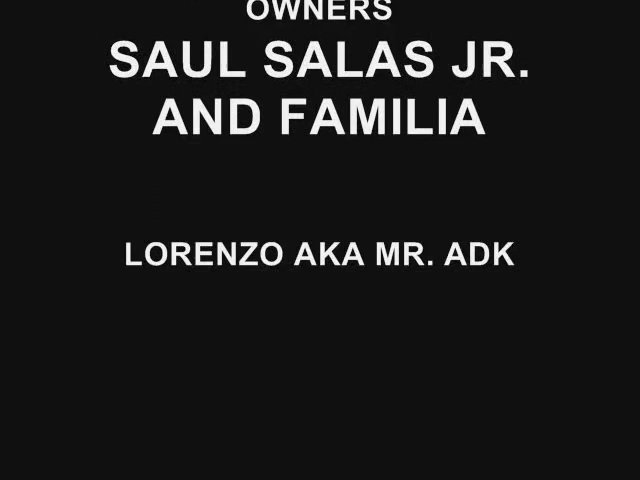 OWNERS
SAUL SALAS JR.
AND FAMILIA
LORENZO AKA MR. ADK